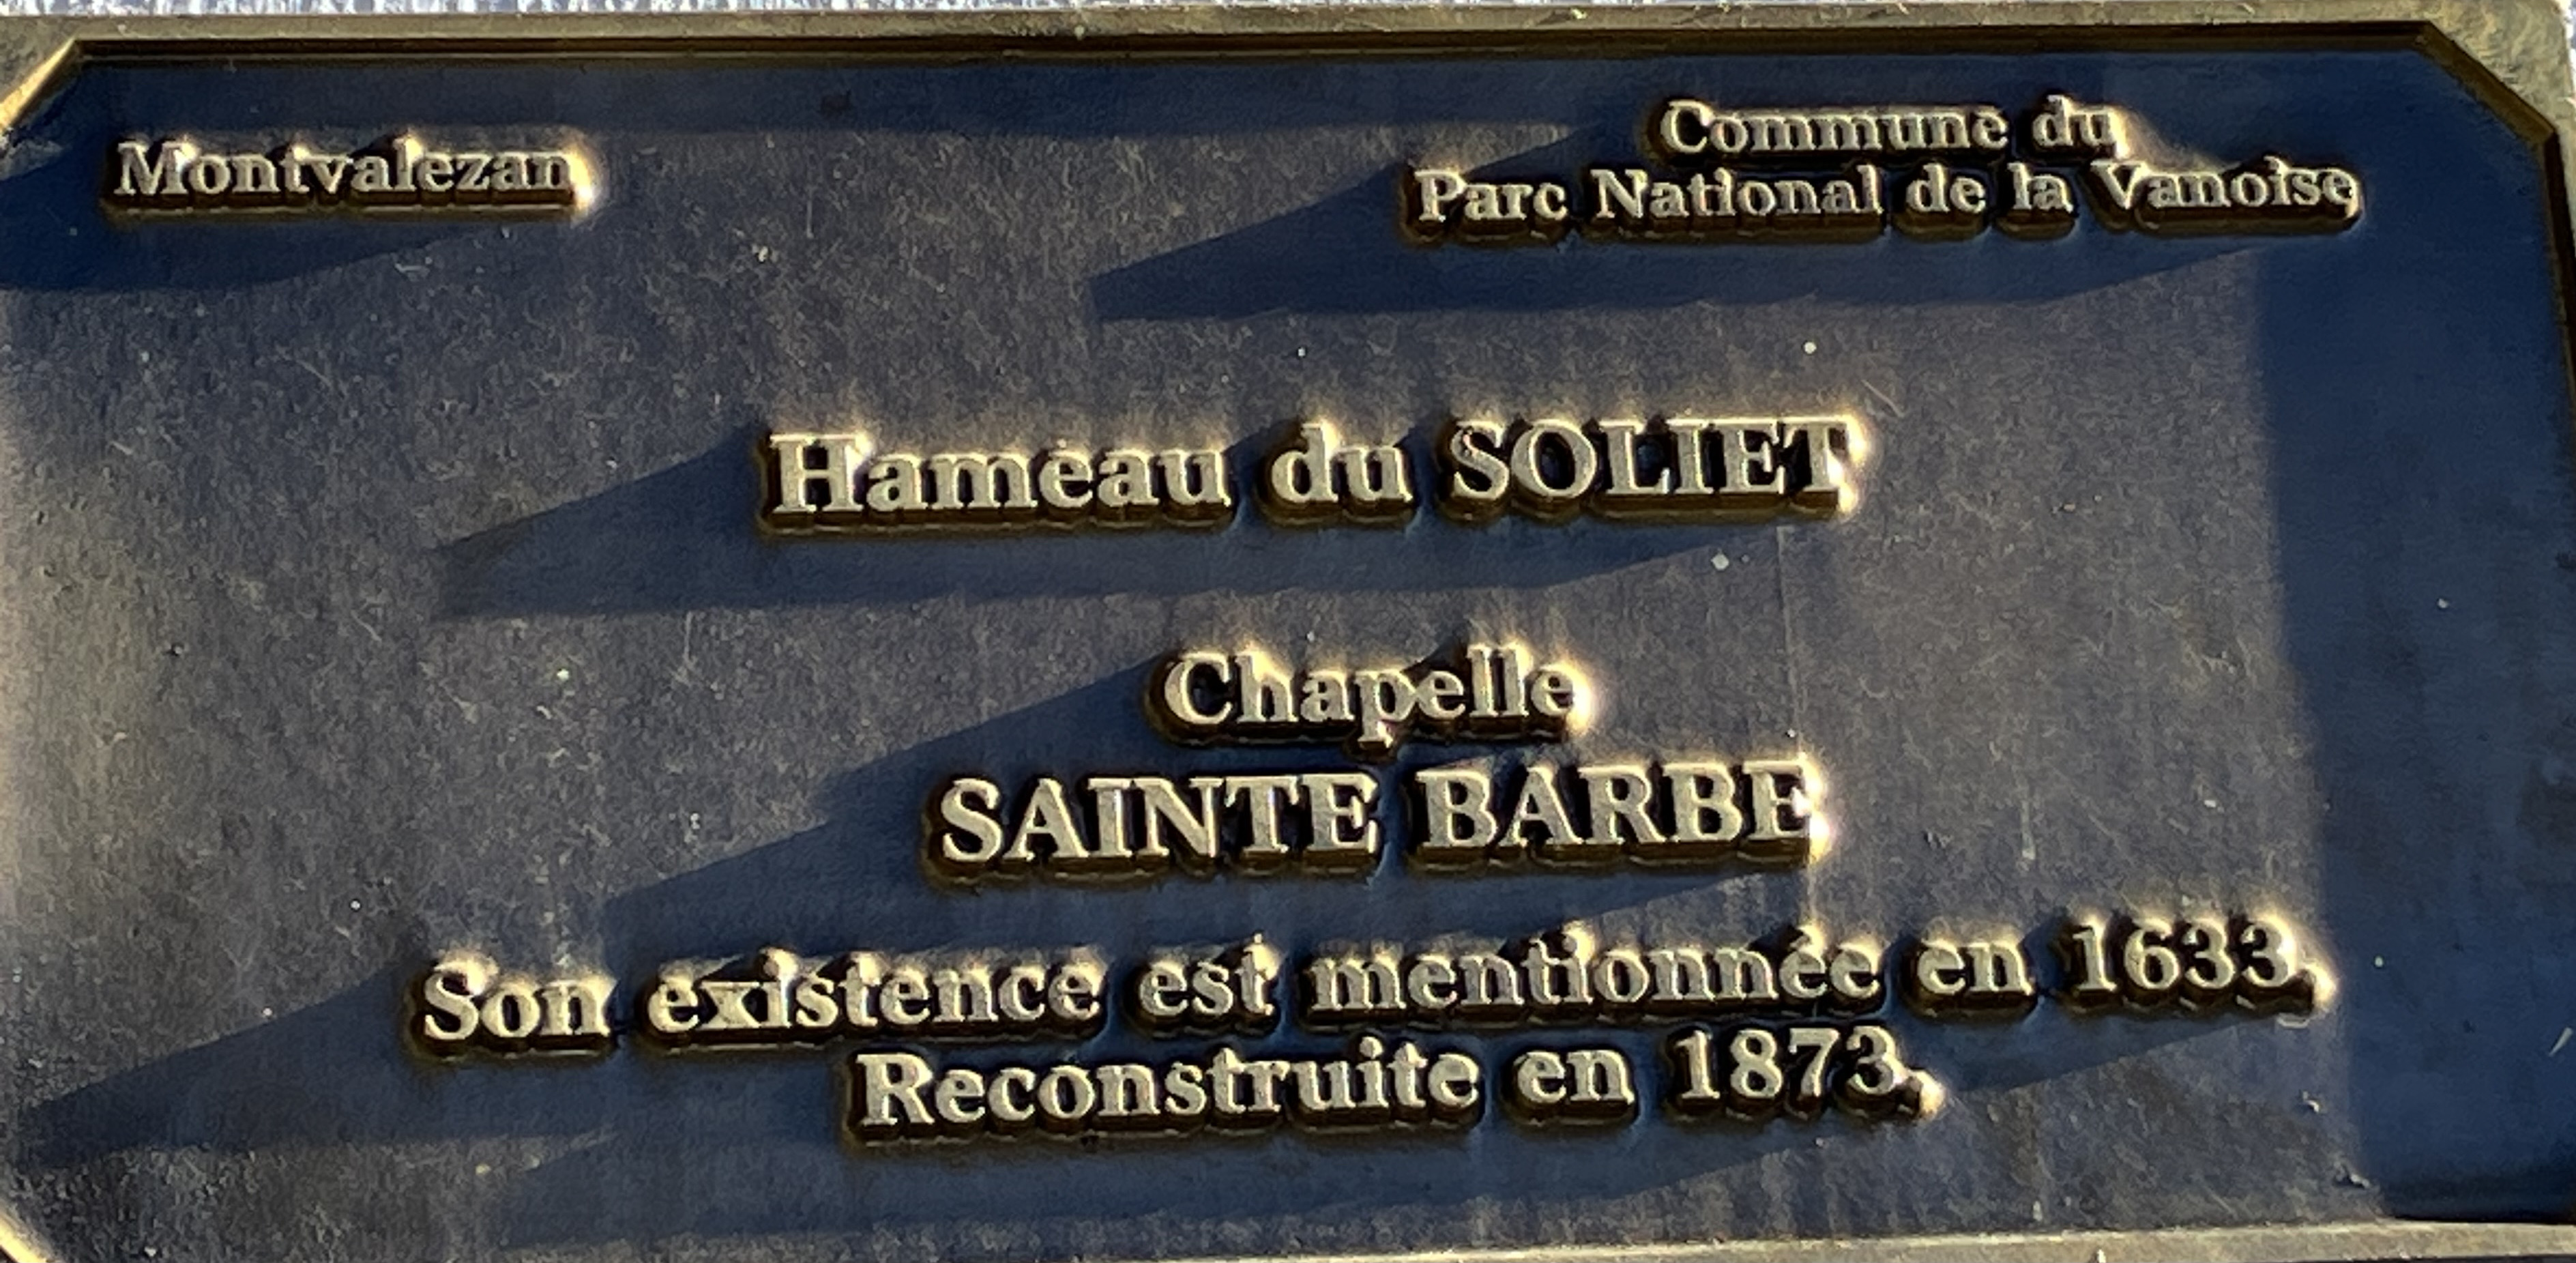 Montvalezan
Commune du
Parc National de la Vanoise
Hameau du SOLIET
Chapelle
SAINTE BARBE
Son existence est mentionnée en 1633,
Reconstruite en 1873,